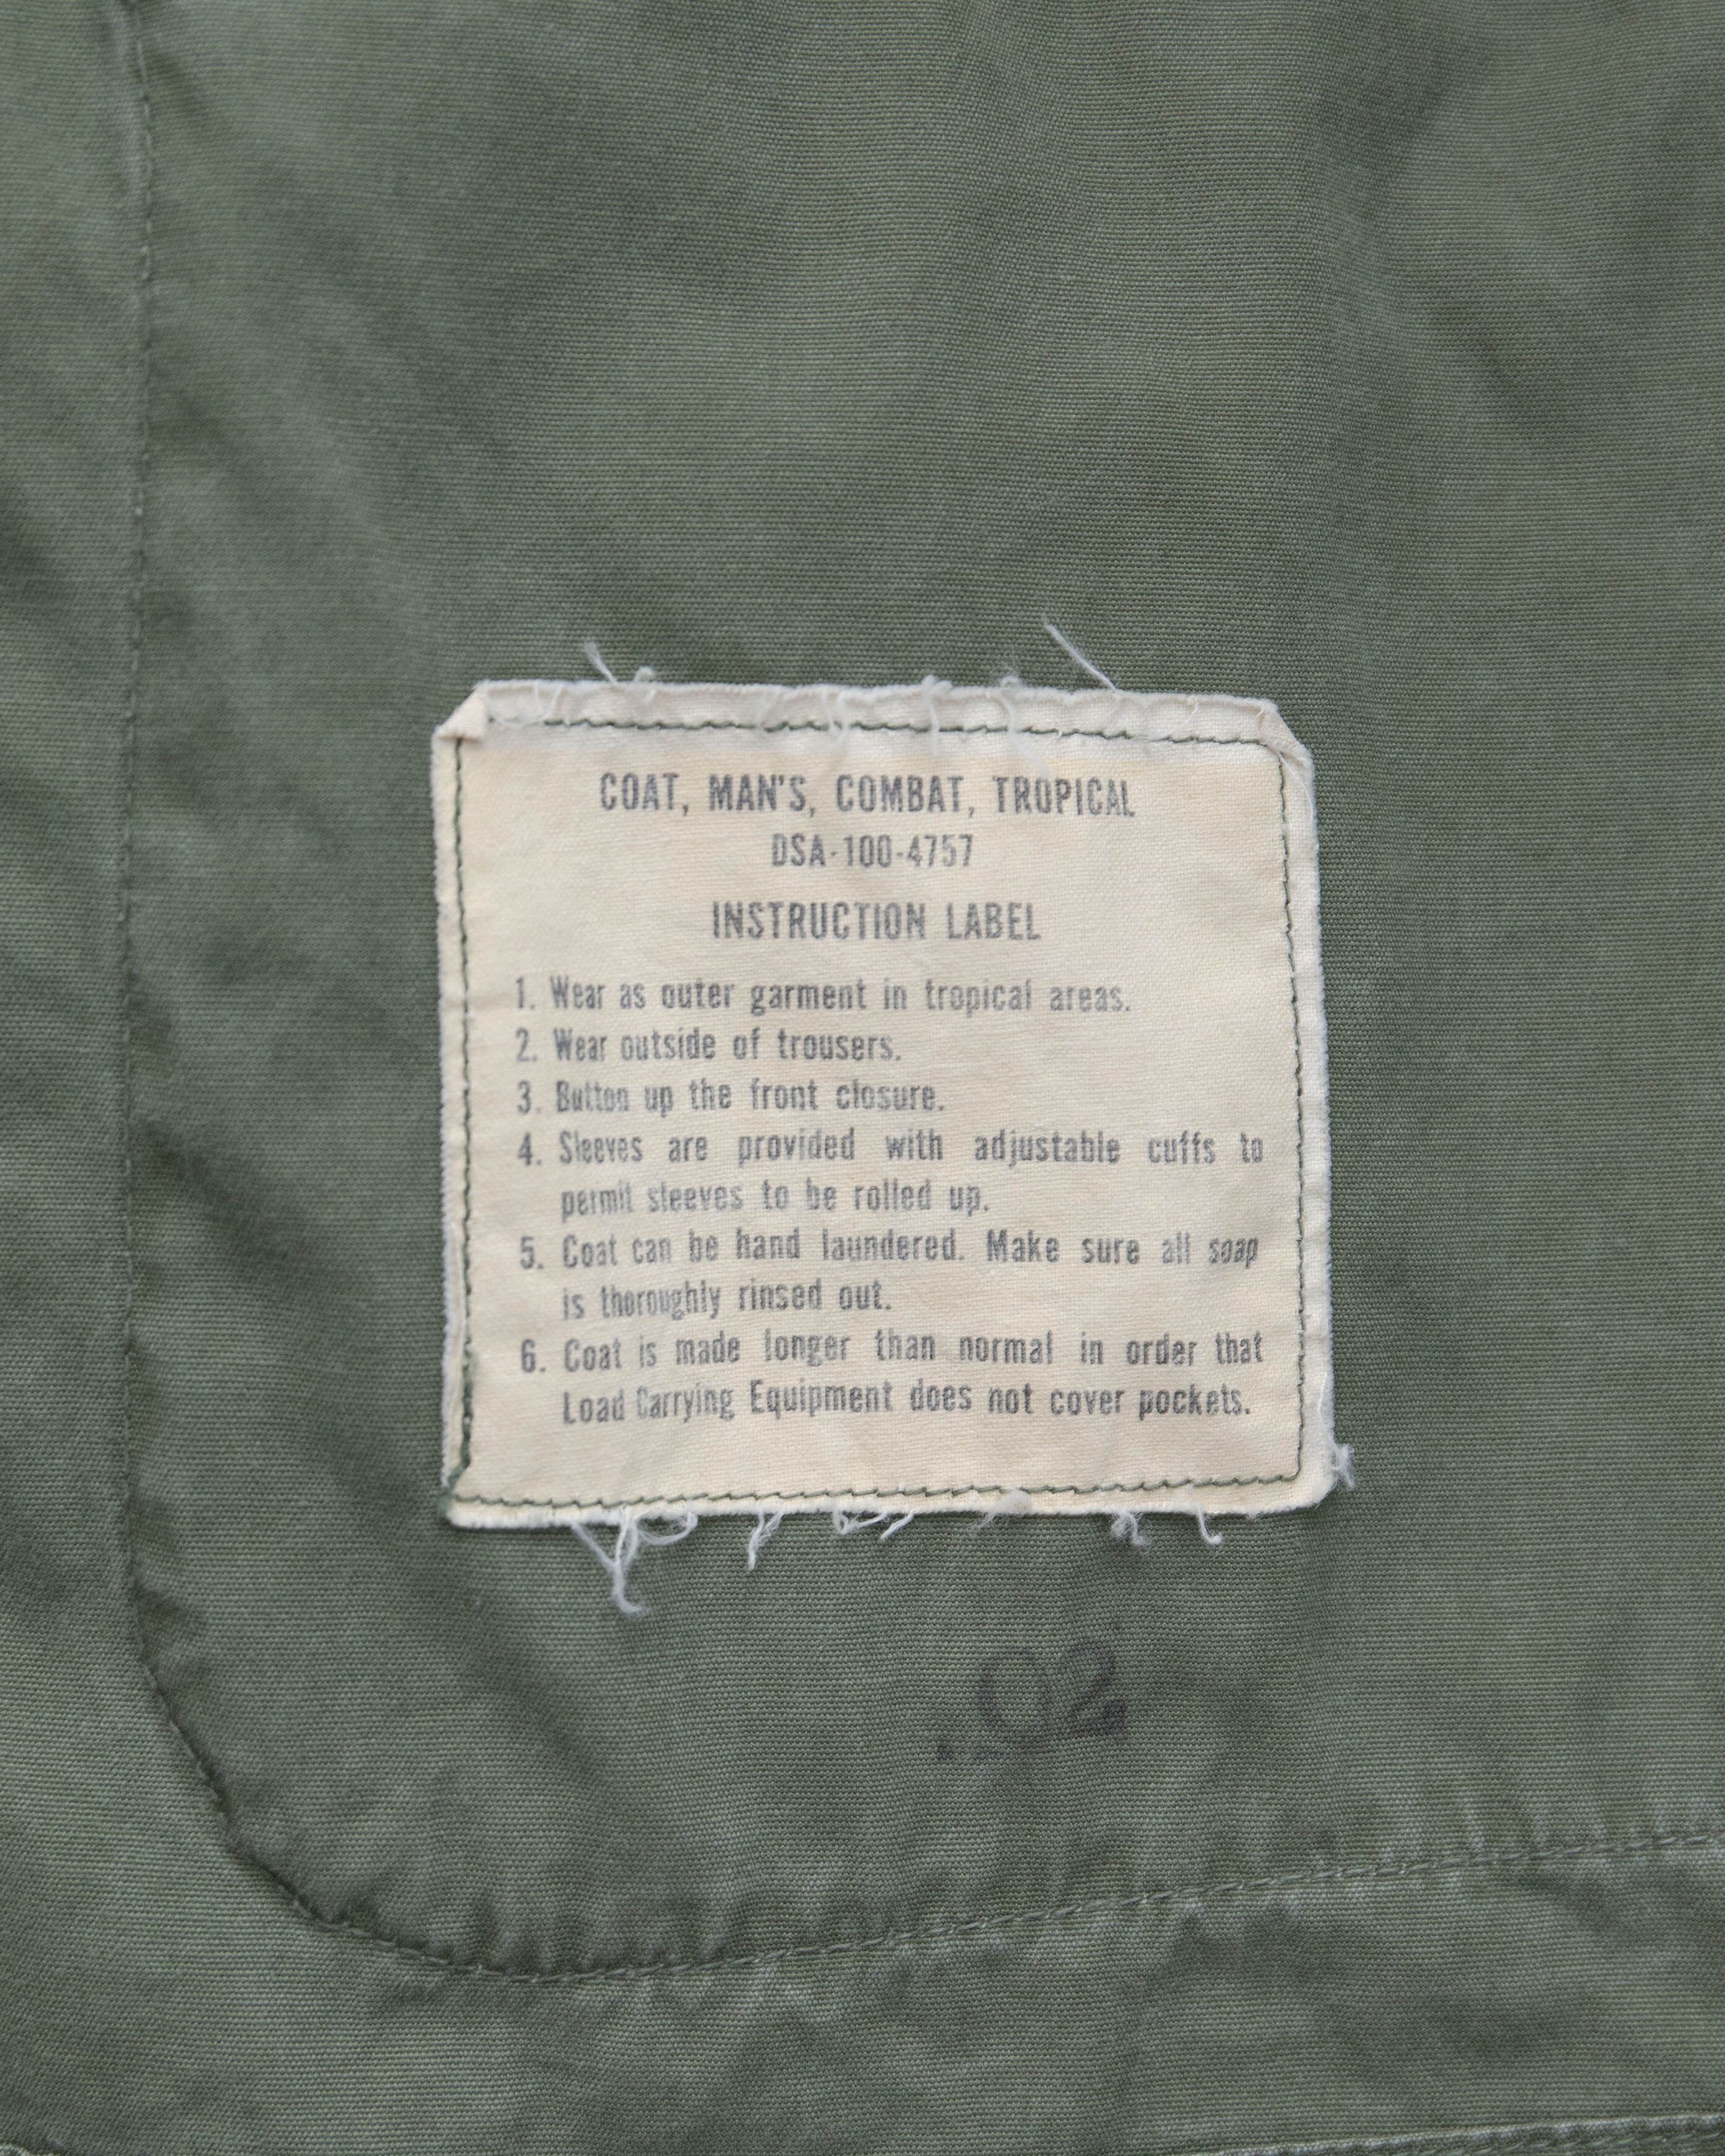 COAT, MAN'S, COMBAT, TROPICAL
DSA-100-4757
INSTRUCTION LABEL
1. Wear as outer garment in tropical areas.
2. Wear outside of trousers.
3. Button up the front closure.
4. Sleeves are provided with adjustable cuffs to
permit sleeves to be rolled up.
5. Coat can be hand laundered. Make sure all soap
is thoroughly rinsed out.
6. Coat is made longer than normal in order that
Load Carrying Equipment does not cover pockets.
02